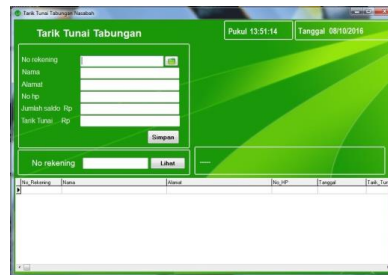 Tarik Tunai Tabungan Nasabah
Tarik Tunai Tabungan
Pukul 13:51:14
Tanggal 08/10/2016
No rekening
Nama
Alamat
No hp
Jumlah saldo Rp
Tarik Tunai Rp
Simpan
No rekening
Lihat
No_Rekening Nama Alamat No_HP Tanggal Tarik_Tun